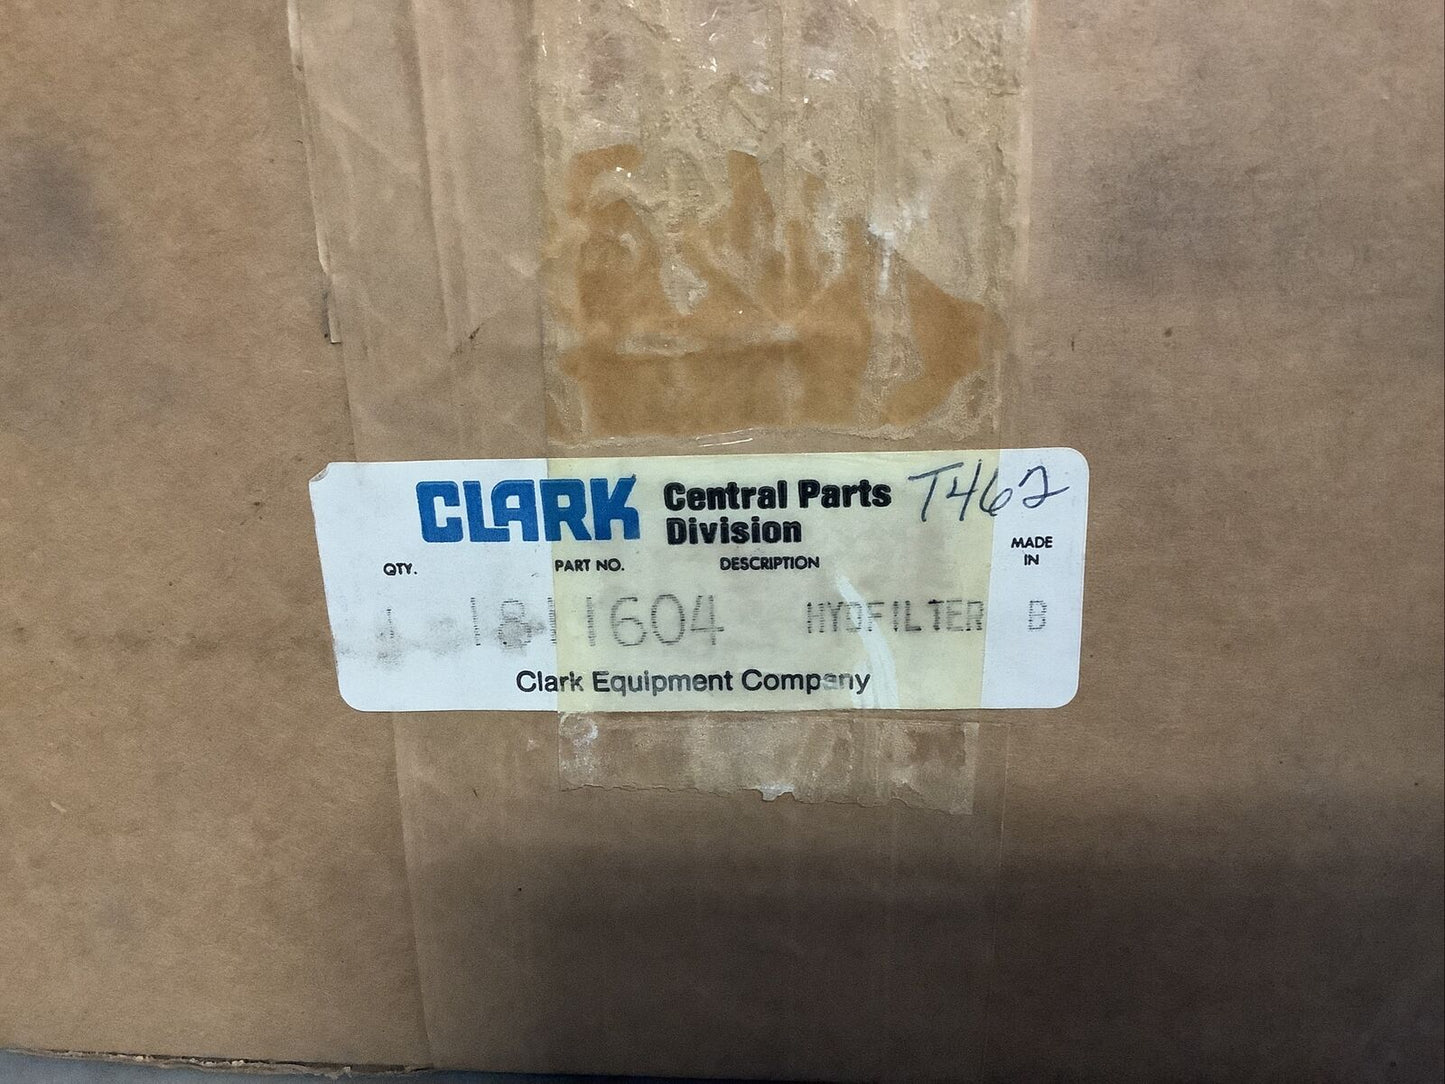 CLARK Central Parts T462
Division
QTY. PART NO. DESCRIPTION MADE
IN
1 1811604 HYDFILTER B
Clark Equipment Company